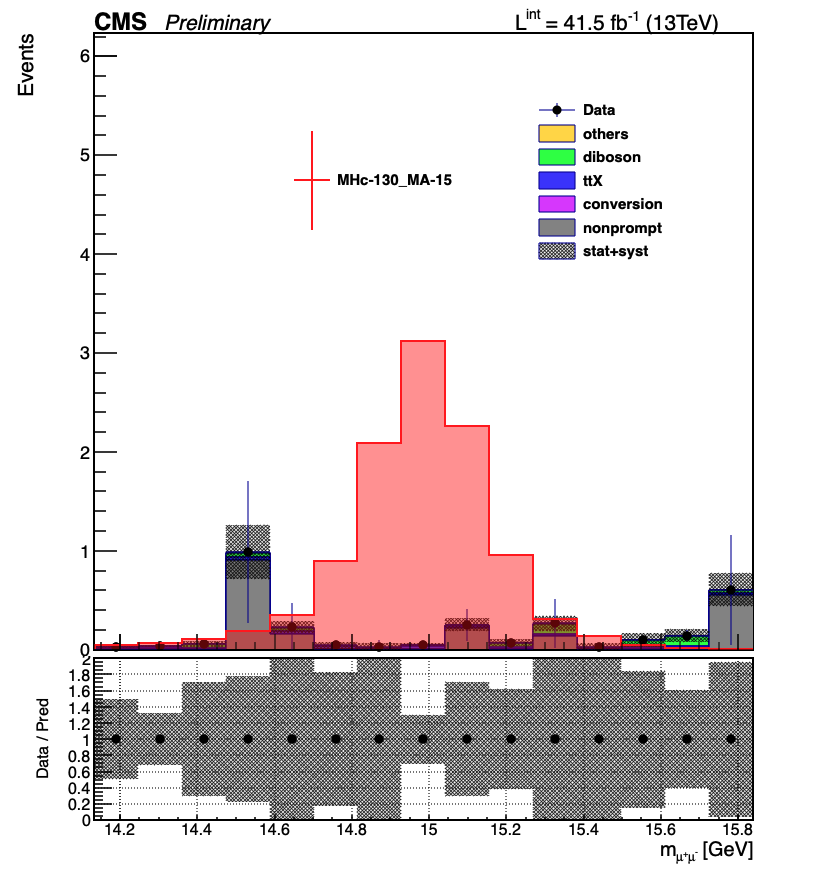 CMS Preliminary L^int = 41.5 fb^-1 (13TeV)
Events
6
5
4
3
2
1
0
MHc-130_MA-15
Data
others
diboson
ttX
conversion
nonprompt
stat+syst
Data / Pred
2
1.8
1.6
1.4
1.2
1
0.8
0.6
0.4
0.2
0
14.2 14.4 14.6 14.8 15 15.2 15.4 15.6 15.8
m_μ⁺μ⁻ [GeV]